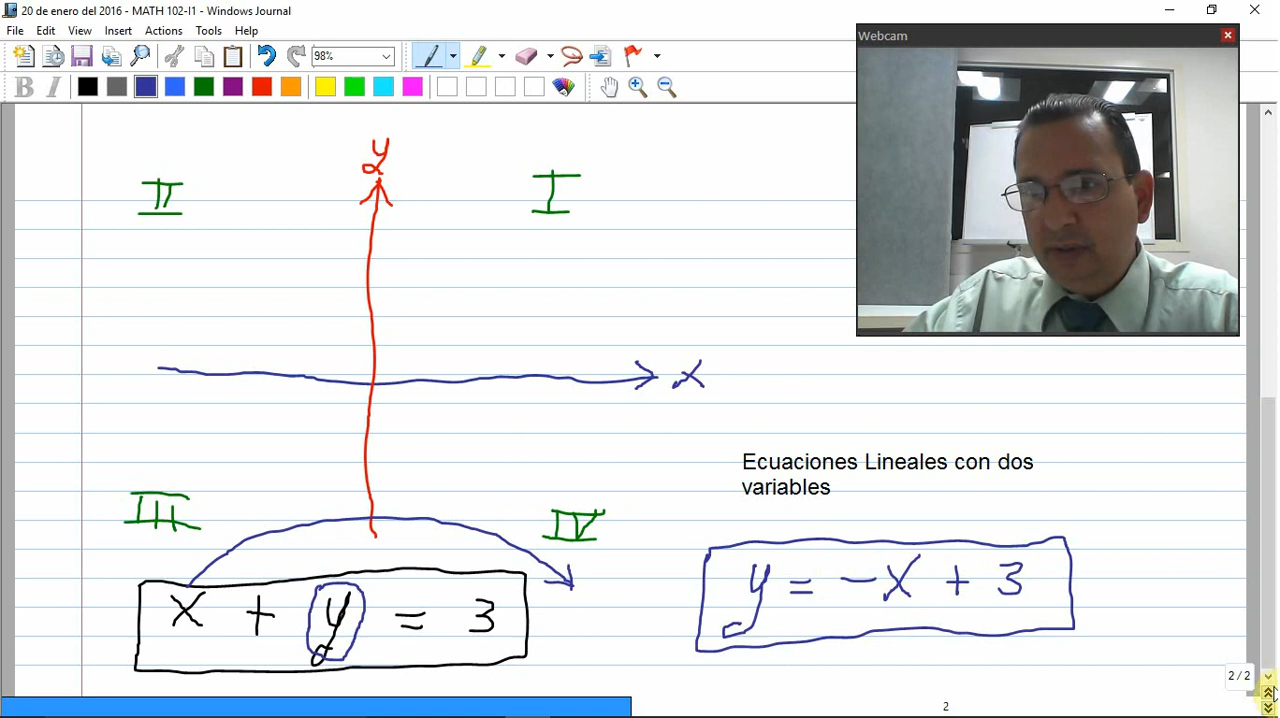 20 de enero del 2016 - MATH 102-I1 - Windows Journal
File Edit View Insert Actions Tools Help
98%
B I
Webcam
y
II
I
x
Ecuaciones Lineales con dos
variables
III
IV
x + y = 3
y = -x + 3
2 / 2
2